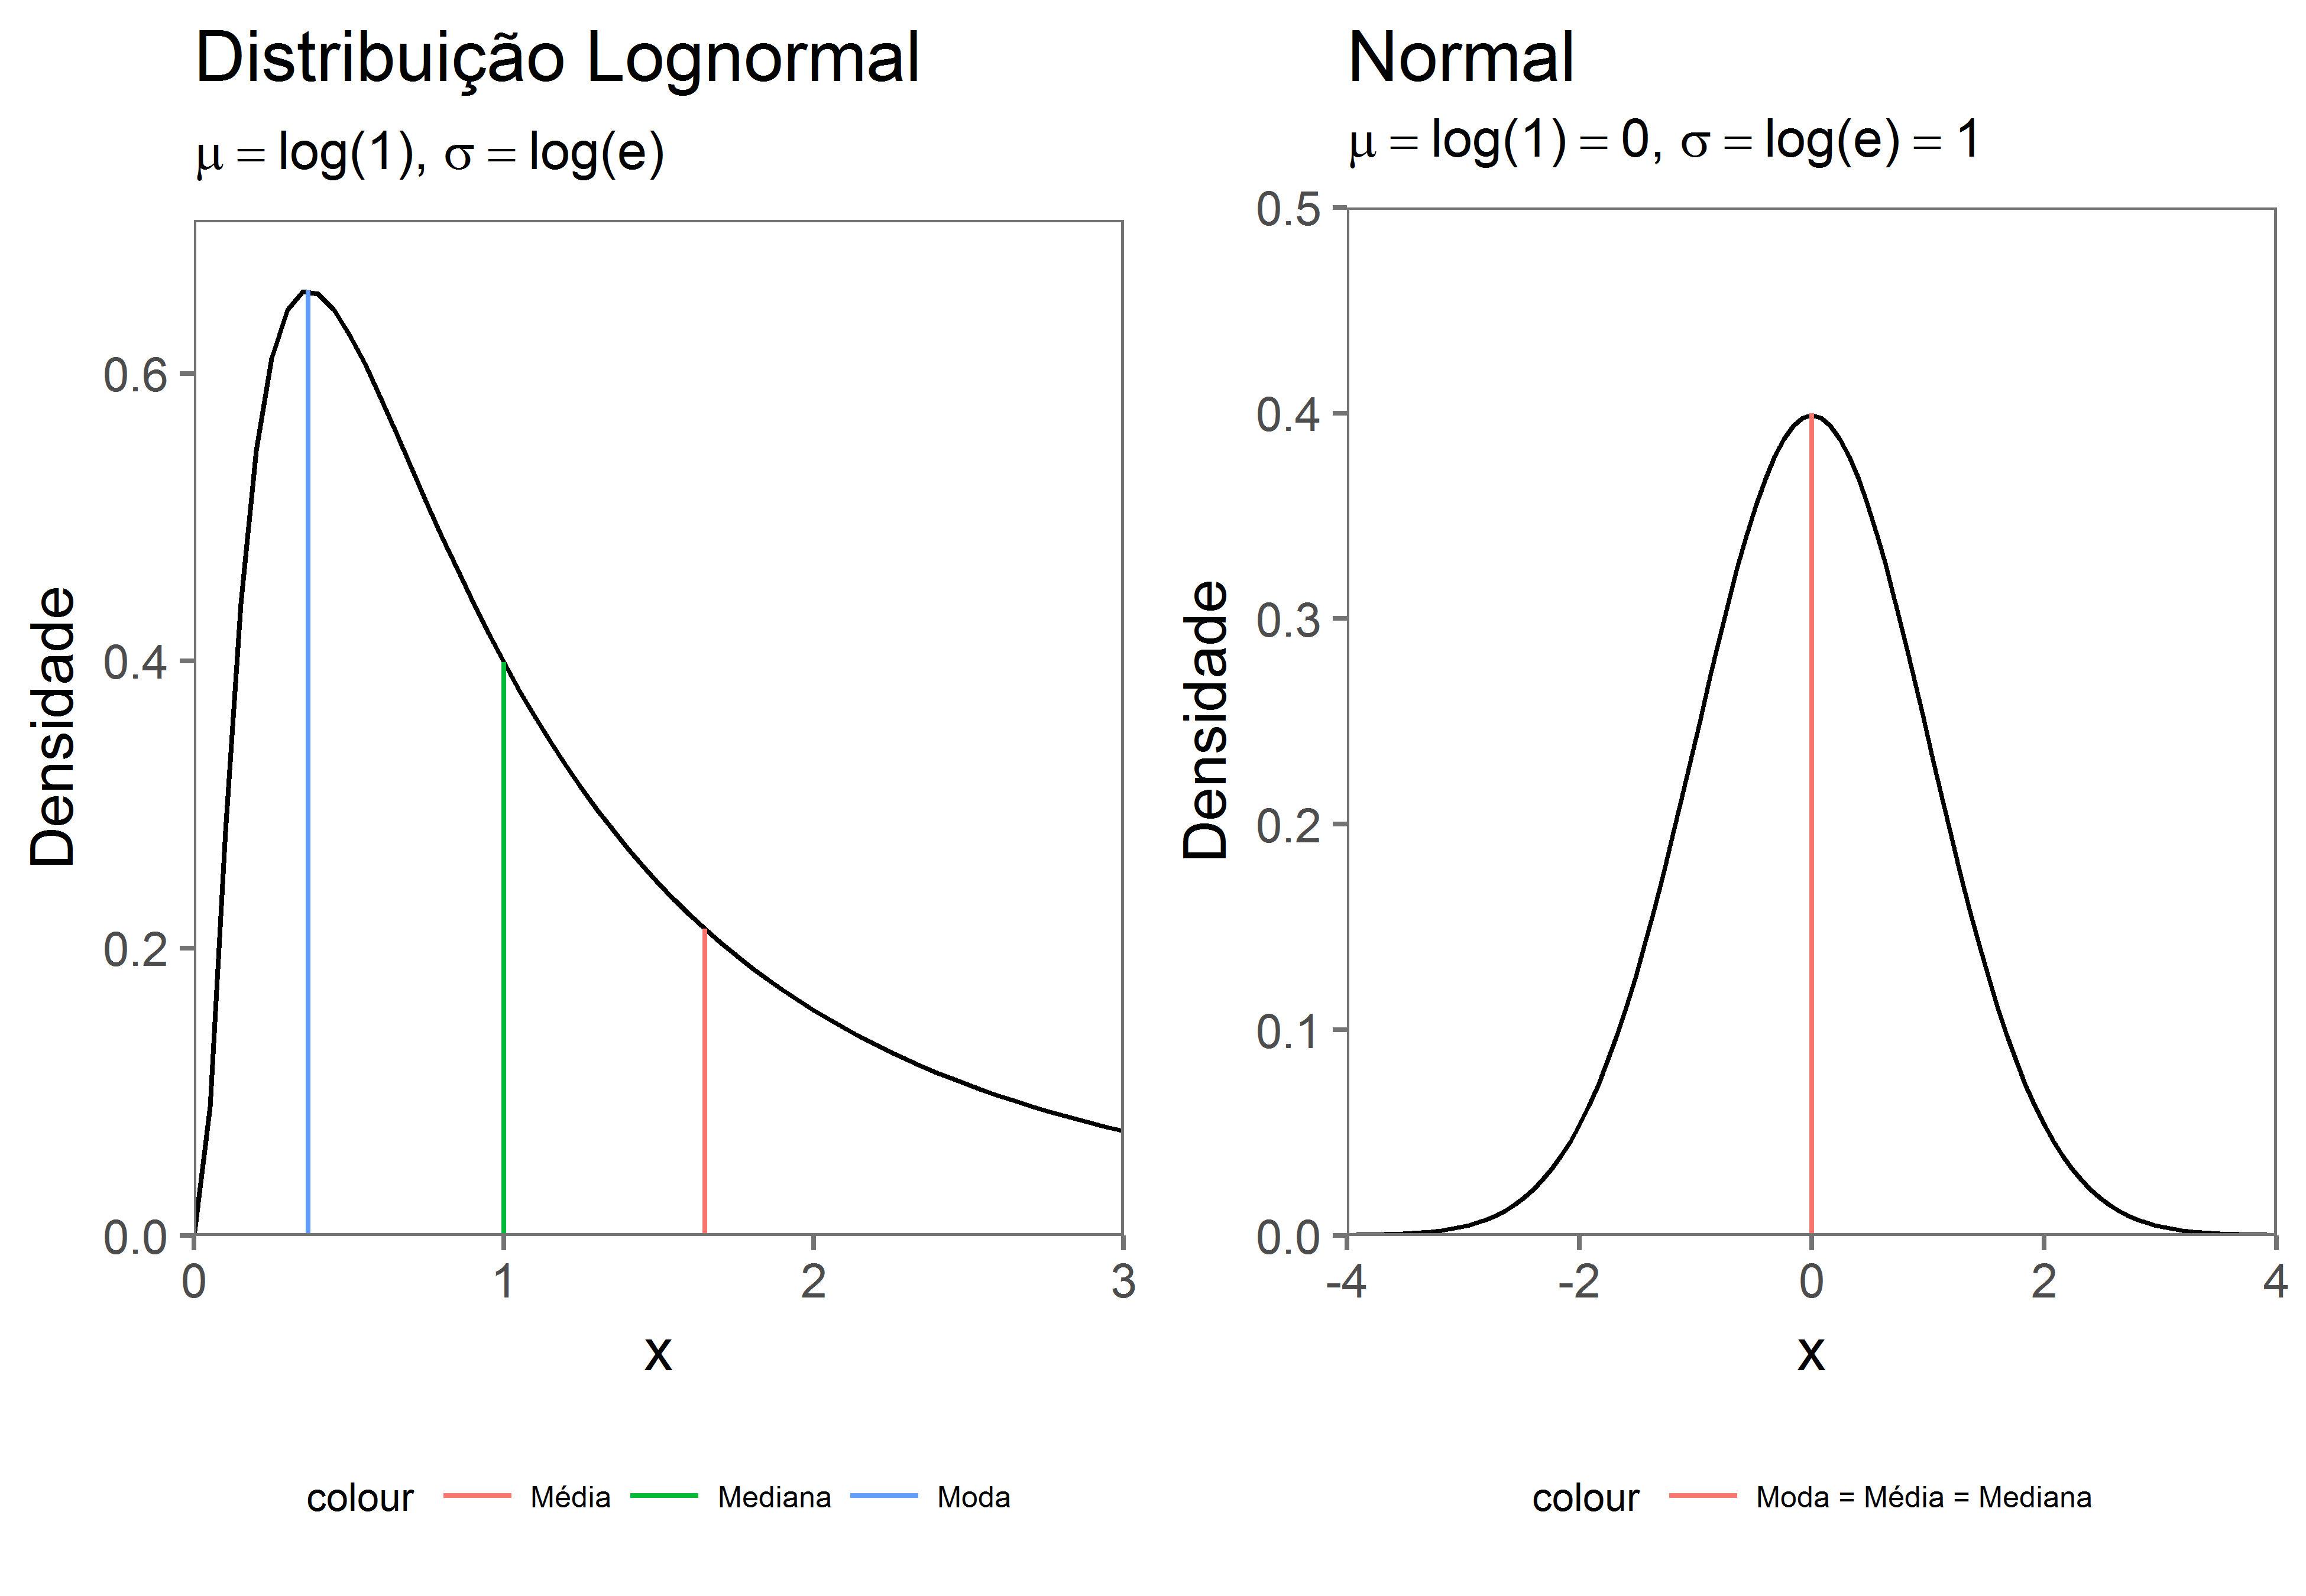 Distribuição Lognormal
μ = log(1), σ = log(e)
Densidade
0.6
0.4
0.2
0.0
0 1 2 3
x
colour Média Mediana Moda
Normal
μ = log(1) = 0, σ = log(e) = 1
Densidade
0.5
0.4
0.3
0.2
0.1
0.0
-4 -2 0 2 4
x
colour Moda = Média = Mediana